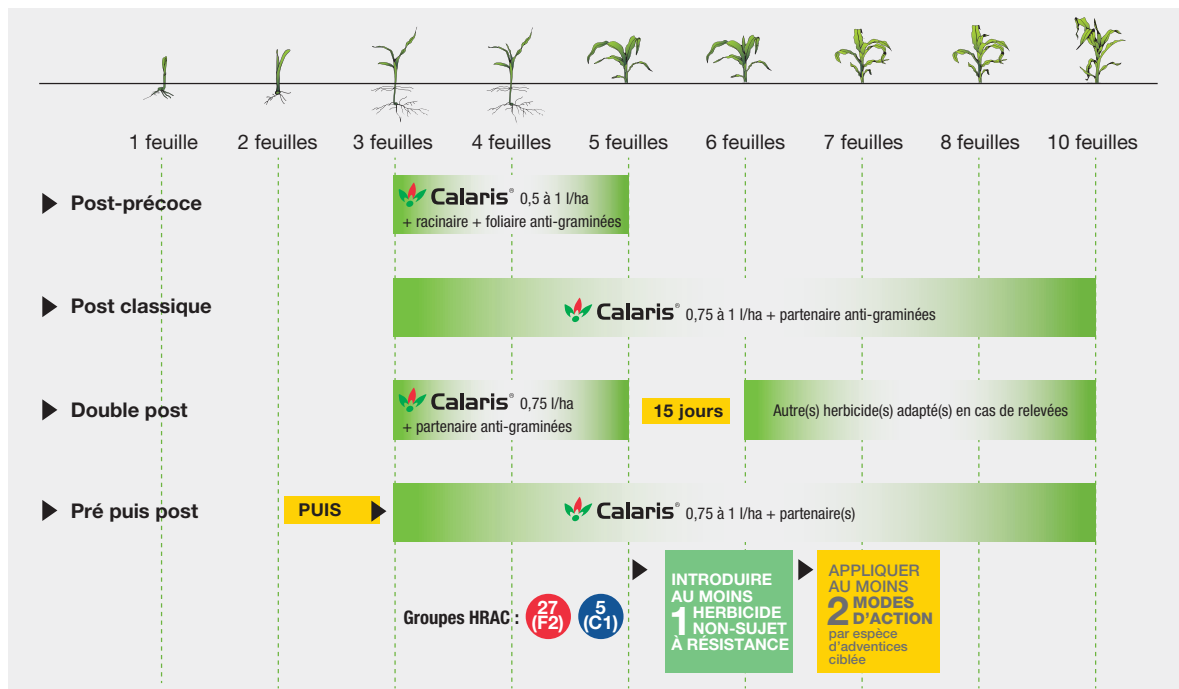 1 feuille 2 feuilles 3 feuilles 4 feuilles 5 feuilles 6 feuilles 7 feuilles 8 feuilles 10 feuilles
Post-précoce
Calaris® 0,5 à 1 l/ha
+ racinaire + foliaire anti-graminées
Post classique
Calaris® 0,75 à 1 l/ha + partenaire anti-graminées
Double post
Calaris® 0,75 l/ha
+ partenaire anti-graminées
15 jours
Autre(s) herbicide(s) adapté(s) en cas de relevées
Pré puis post
PUIS
Calaris® 0,75 à 1 l/ha + partenaire(s)
Groupes HRAC :
27
(F2)
5
(C1)
INTRODUIRE
AU MOINS
1 HERBICIDE
NON-SUJET
À RÉSISTANCE
APPLIQUER
AU MOINS
2 MODES
D'ACTION
par espèce
d'adventices
ciblée